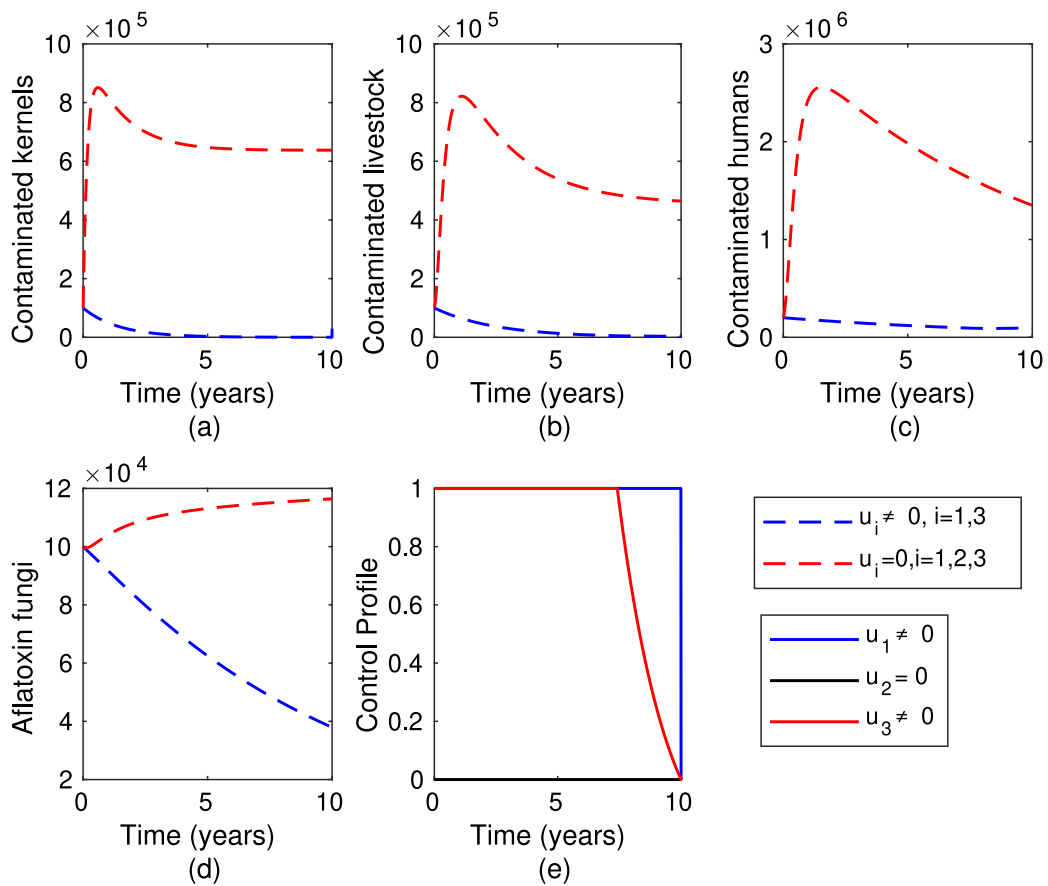 ×10 5
10
8
6
4
2
0
0 5 10
Contaminated kernels
Time (years)
(a)
×10 5
10
8
6
4
2
0
0 5 10
Contaminated livestock
Time (years)
(b)
×10 6
3
2
1
0
0 5 10
Contaminated humans
Time (years)
(c)
×10 4
12
10
8
6
4
2
0 5 10
Aflatoxin fungi
Time (years)
(d)
1
0.8
0.6
0.4
0.2
0
0 5 10
Control Profile
Time (years)
(e)
u i ≠ 0, i=1,3
u i =0,i=1,2,3
u 1 ≠ 0
u 2 = 0
u 3 ≠ 0